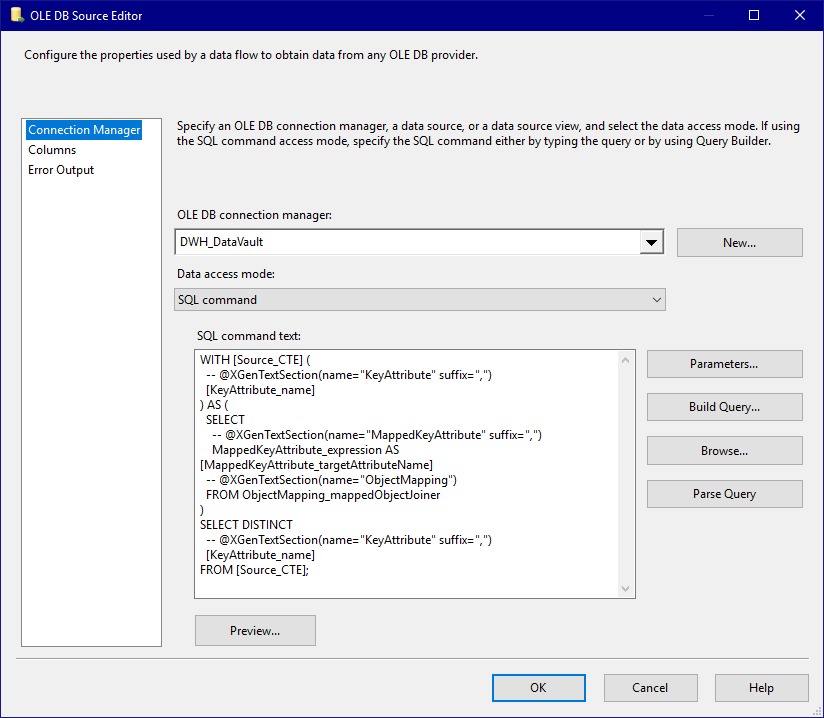 OLE DB Source Editor
Configure the properties used by a data flow to obtain data from any OLE DB provider.
Connection Manager
Columns
Error Output
Specify an OLE DB connection manager, a data source, or a data source view, and select the data access mode. If using
the SQL command access mode, specify the SQL command either by typing the query or by using Query Builder.
OLE DB connection manager:
DWH_DataVault
New...
Data access mode:
SQL command
SQL command text:
WITH [Source_CTE] (
  -- @XGenTextSection(name="KeyAttribute" suffix=",")
  [KeyAttribute_name]
) AS (
  SELECT
    -- @XGenTextSection(name="MappedKeyAttribute" suffix=",")
    MappedKeyAttribute_expression AS
[MappedKeyAttribute_targetAttributeName]
  -- @XGenTextSection(name="ObjectMapping")
  FROM ObjectMapping_mappedObjectJoiner
)
SELECT DISTINCT
  -- @XGenTextSection(name="KeyAttribute" suffix=",")
  [KeyAttribute_name]
FROM [Source_CTE];
Parameters...
Build Query...
Browse...
Parse Query
Preview...
OK
Cancel
Help